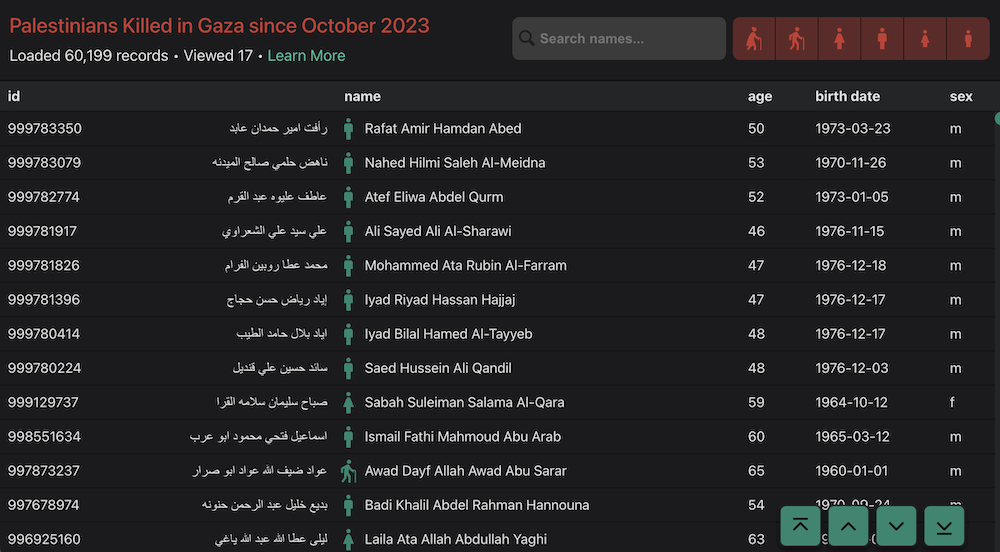 Palestinians Killed in Gaza since October 2023
Loaded 60,199 records • Viewed 17 • Learn More
Search names...
id name age birth date sex
999783350 رأفت امير حمدان عابد Rafat Amir Hamdan Abed 50 1973-03-23 m
999783079 ناهض حلمي صالح الميدنه Nahed Hilmi Saleh Al-Meidna 53 1970-11-26 m
999782774 عاطف عليوه عبد القرم Atef Eliwa Abdel Qurm 52 1973-01-05 m
999781917 علي سيد علي الشعراوي Ali Sayed Ali Al-Sharawi 46 1976-11-15 m
999781826 محمد عطا روبين الفرام Mohammed Ata Rubin Al-Farram 47 1976-12-18 m
999781396 إياد رياض حسن حجاج Iyad Riyad Hassan Hajjaj 47 1976-12-17 m
999780414 اياد بلال حامد الطيب Iyad Bilal Hamed Al-Tayyeb 48 1976-12-17 m
999780224 سائد حسين علي قنديل Saed Hussein Ali Qandil 48 1976-12-03 m
999129737 صباح سليمان سلامه القرا Sabah Suleiman Salama Al-Qara 59 1964-10-12 f
998551634 اسماعيل فتحي محمود ابو عرب Ismail Fathi Mahmoud Abu Arab 60 1965-03-12 m
997873237 عواد ضيف الله عواد ابو صرار Awad Dayf Allah Awad Abu Sarar 65 1960-01-01 m
997678974 بديع خليل عبد الرحمن حنونه Badi Khalil Abdel Rahman Hannouna 54 1970-09-24 m
996925160 ليلى عطا الله عبد الله ياغي Laila Ata Allah Abdullah Yaghi 63